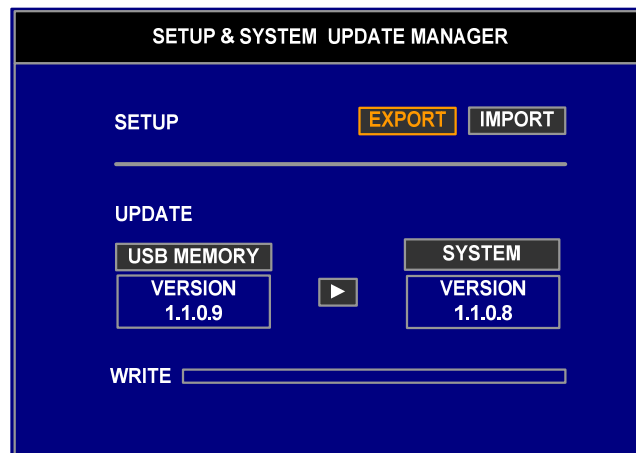 SETUP & SYSTEM UPDATE MANAGER
SETUP EXPORT IMPORT
UPDATE
USB MEMORY SYSTEM
VERSION VERSION
1.1.0.9 1.1.0.8
WRITE